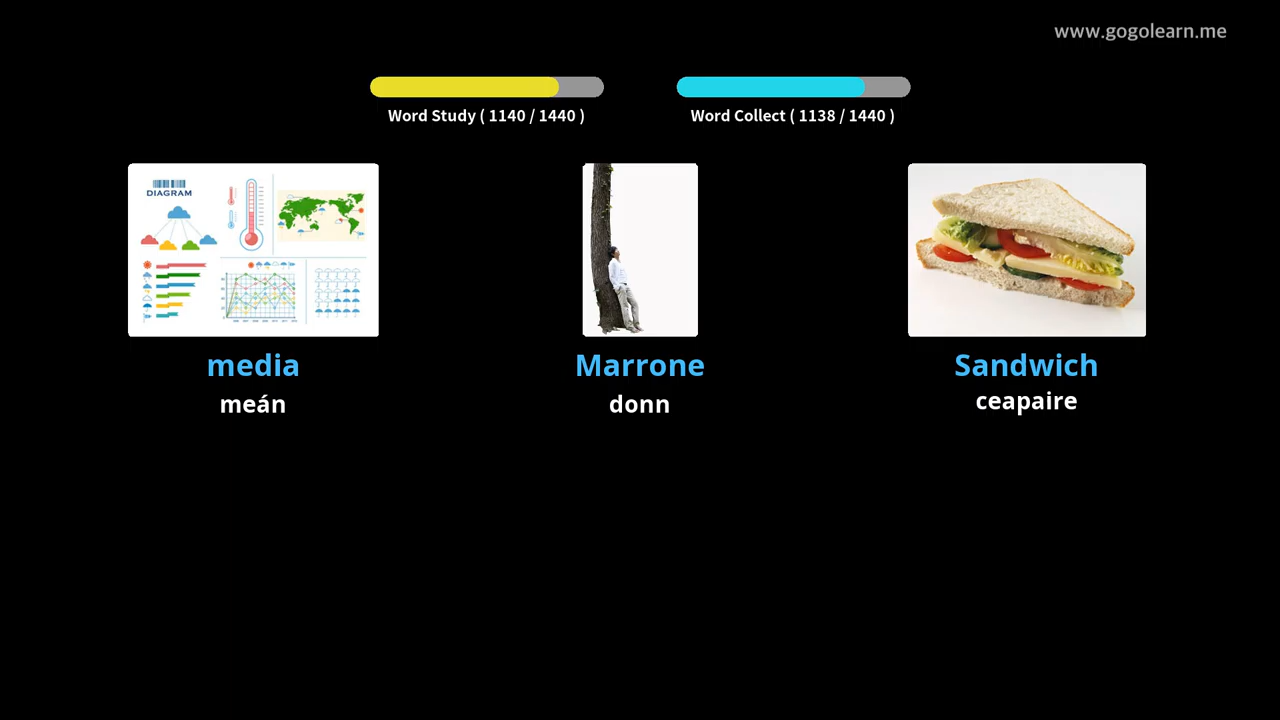 www.gogolearn.me
Word Study ( 1140 / 1440 )
Word Collect ( 1138 / 1440 )
DIAGRAM
media
Marrone
Sandwich
meán
donn
ceapaire